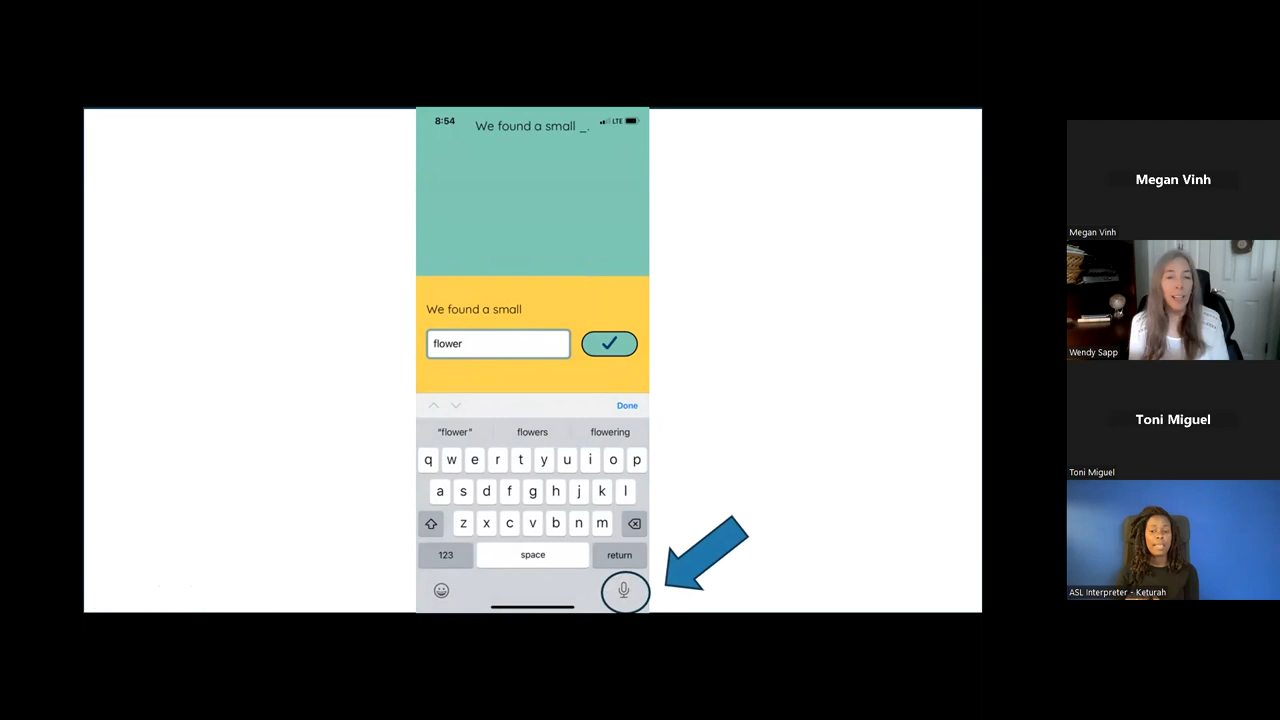 8:54
We found a small _.
LTE
We found a small
flower
Done
"flower" flowers flowering
q w e r t y u i o p
a s d f g h j k l
z x c v b n m
123 space return
Megan Vinh
Megan Vinh
Wendy Sapp
Toni Miguel
Toni Miguel
ASL Interpreter - Keturah